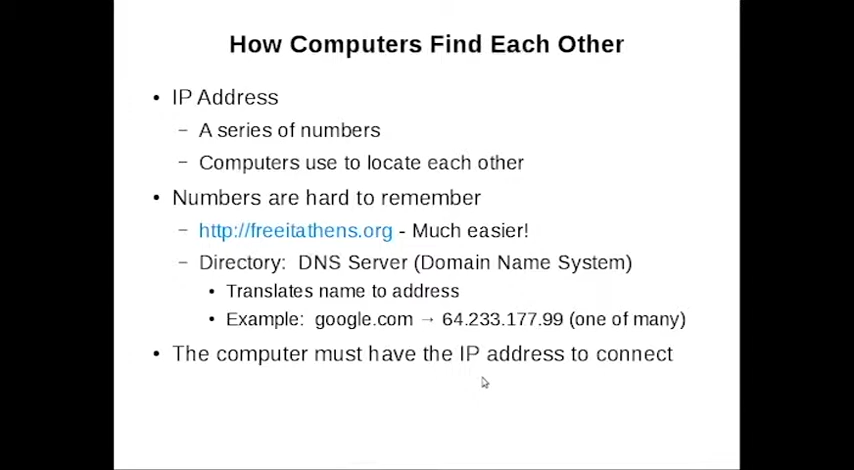 How Computers Find Each Other
• IP Address
– A series of numbers
– Computers use to locate each other
• Numbers are hard to remember
– http://freeitathens.org - Much easier!
– Directory: DNS Server (Domain Name System)
• Translates name to address
• Example: google.com → 64.233.177.99 (one of many)
• The computer must have the IP address to connect